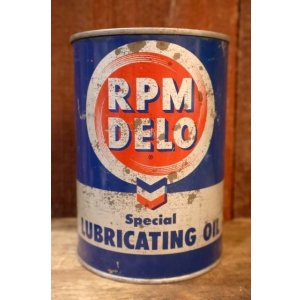 RPM
DELO
®
Special
LUBRICATING OIL